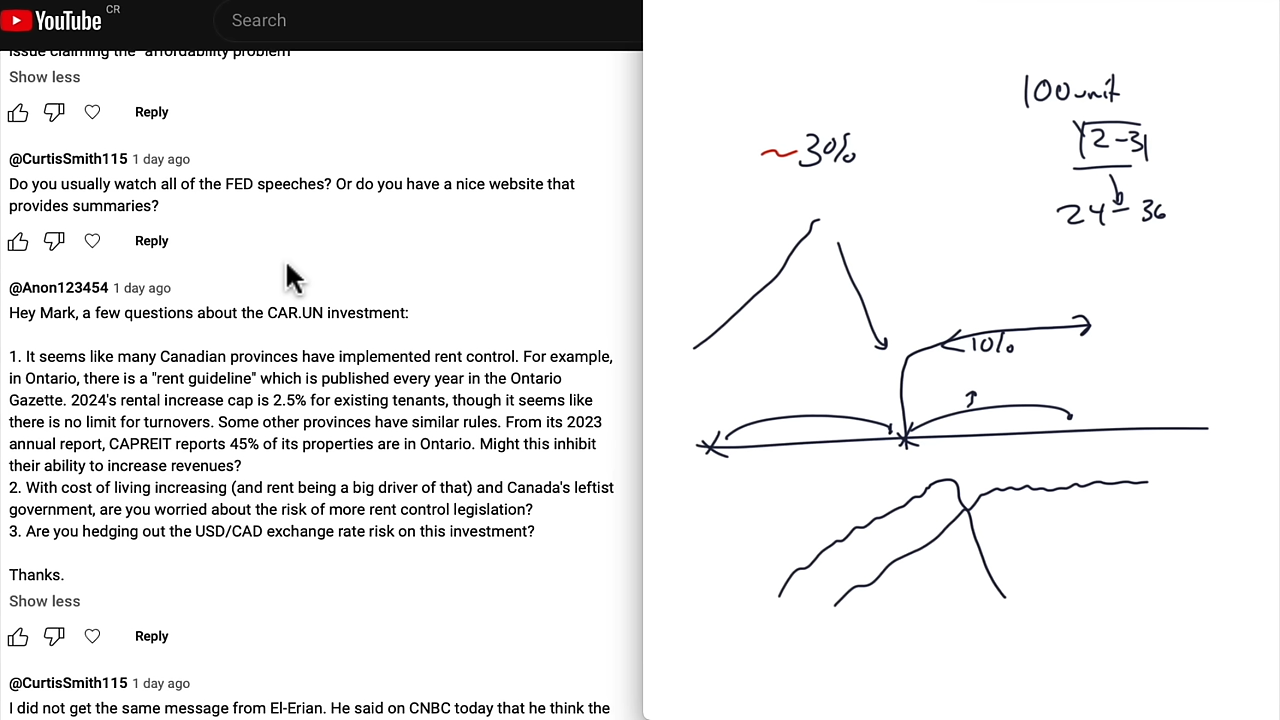 YouTube CR
Search
issue claiming the "affordability problem"
Show less
Reply
@CurtisSmith115 1 day ago
Do you usually watch all of the FED speeches? Or do you have a nice website that
provides summaries?
Reply
@Anon123454 1 day ago
Hey Mark, a few questions about the CAR.UN investment:
1. It seems like many Canadian provinces have implemented rent control. For example,
in Ontario, there is a "rent guideline" which is published every year in the Ontario
Gazette. 2024's rental increase cap is 2.5% for existing tenants, though it seems like
there is no limit for turnovers. Some other provinces have similar rules. From its 2023
annual report, CAPREIT reports 45% of its properties are in Ontario. Might this inhibit
their ability to increase revenues?
2. With cost of living increasing (and rent being a big driver of that) and Canada's leftist
government, are you worried about the risk of more rent control legislation?
3. Are you hedging out the USD/CAD exchange rate risk on this investment?
Thanks.
Show less
Reply
@CurtisSmith115 1 day ago
I did not get the same message from El-Erian. He said on CNBC today that he think the
100 unit
2-3
24-36
~30%
10%